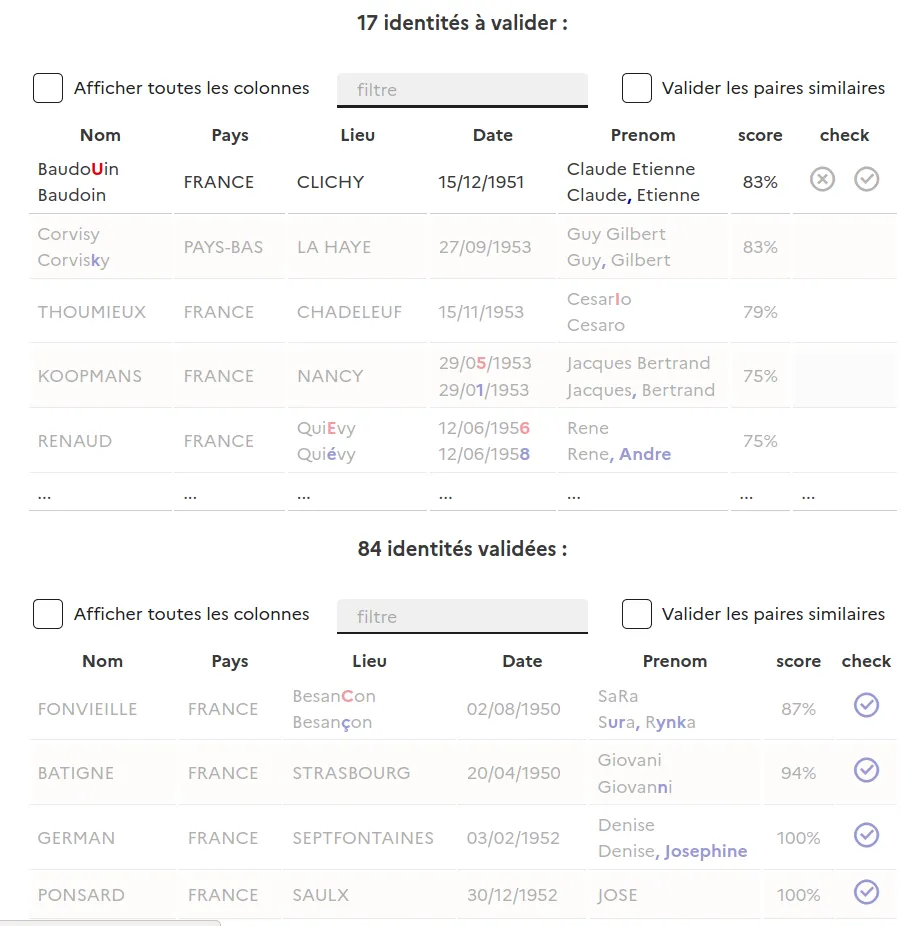 17 identités à valider :
Afficher toutes les colonnes filtre Valider les paires similaires
Nom Pays Lieu Date Prenom score check
BaudoUin FRANCE CLICHY 15/12/1951 Claude Etienne 83%
Baudoin Claude, Etienne
Corvisy PAYS-BAS LA HAYE 27/09/1953 Guy Gilbert 83%
Corvisky Guy, Gilbert
THOUMIEUX FRANCE CHADELEUF 15/11/1953 CesarIo 79%
Cesaro
KOOPMANS FRANCE NANCY 29/05/1953 Jacques Bertrand 75%
29/01/1953 Jacques, Bertrand
RENAUD FRANCE QuiEvy 12/06/1956 Rene 75%
Quiévy 12/06/1958 Rene, Andre
... ... ... ... ... ... ...
84 identités validées :
Afficher toutes les colonnes filtre Valider les paires similaires
Nom Pays Lieu Date Prenom score check
FONVIEILLE FRANCE BesanCon 02/08/1950 SaRa 87%
Besançon Sura, Rynka
BATIGNE FRANCE STRASBOURG 20/04/1950 Giovani 94%
Giovanni
GERMAN FRANCE SEPTFONTAINES 03/02/1952 Denise 100%
Denise, Josephine
PONSARD FRANCE SAULX 30/12/1952 JOSE 100%